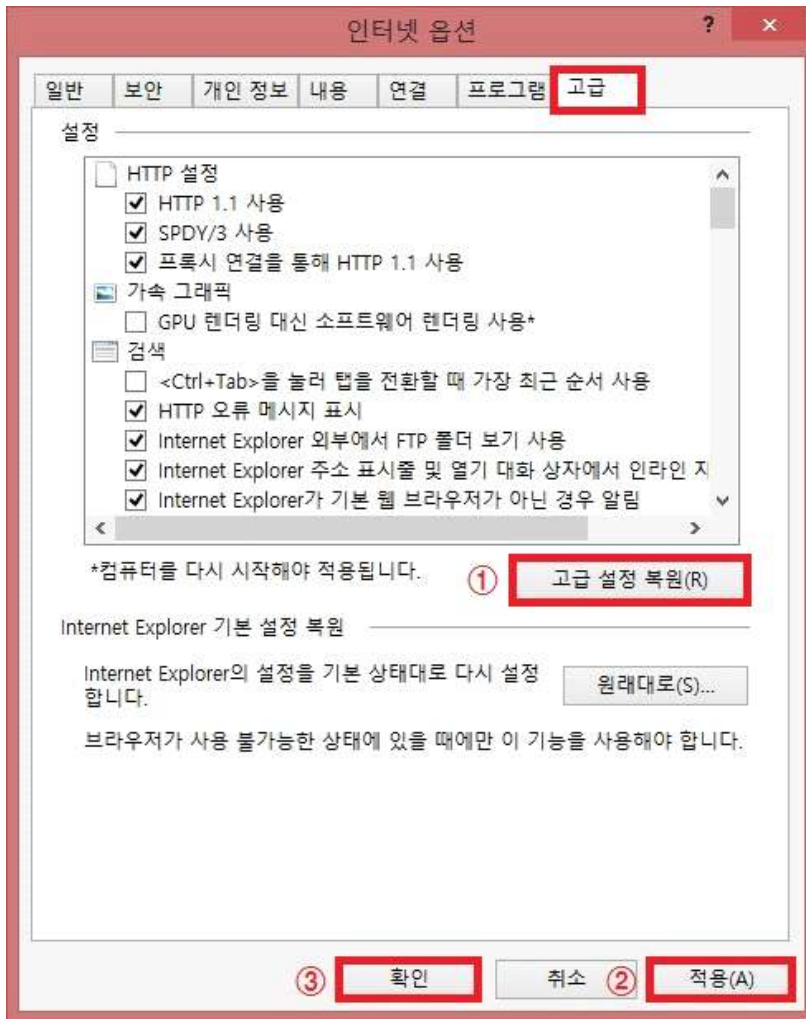 인터넷 옵션 ?
일반 보안 개인 정보 내용 연결 프로그램 고급
설정
HTTP 설정
HTTP 1.1 사용
SPDY/3 사용
프록시 연결을 통해 HTTP 1.1 사용
가속 그래픽
GPU 렌더링 대신 소프트웨어 렌더링 사용*
검색
<Ctrl+Tab>을 눌러 탭을 전환할 때 가장 최근 순서 사용
HTTP 오류 메시지 표시
Internet Explorer 외부에서 FTP 폴더 보기 사용
Internet Explorer 주소 표시줄 및 열기 대화 상자에서 인라인 자
Internet Explorer가 기본 웹 브라우저가 아닌 경우 알림
*컴퓨터를 다시 시작해야 적용됩니다. ① 고급 설정 복원(R)
Internet Explorer 기본 설정 복원
Internet Explorer의 설정을 기본 상태대로 다시 설정
합니다.
원래대로(S)...
브라우저가 사용 불가능한 상태에 있을 때에만 이 기능을 사용해야 합니다.
③ 확인 취소 ② 적용(A)